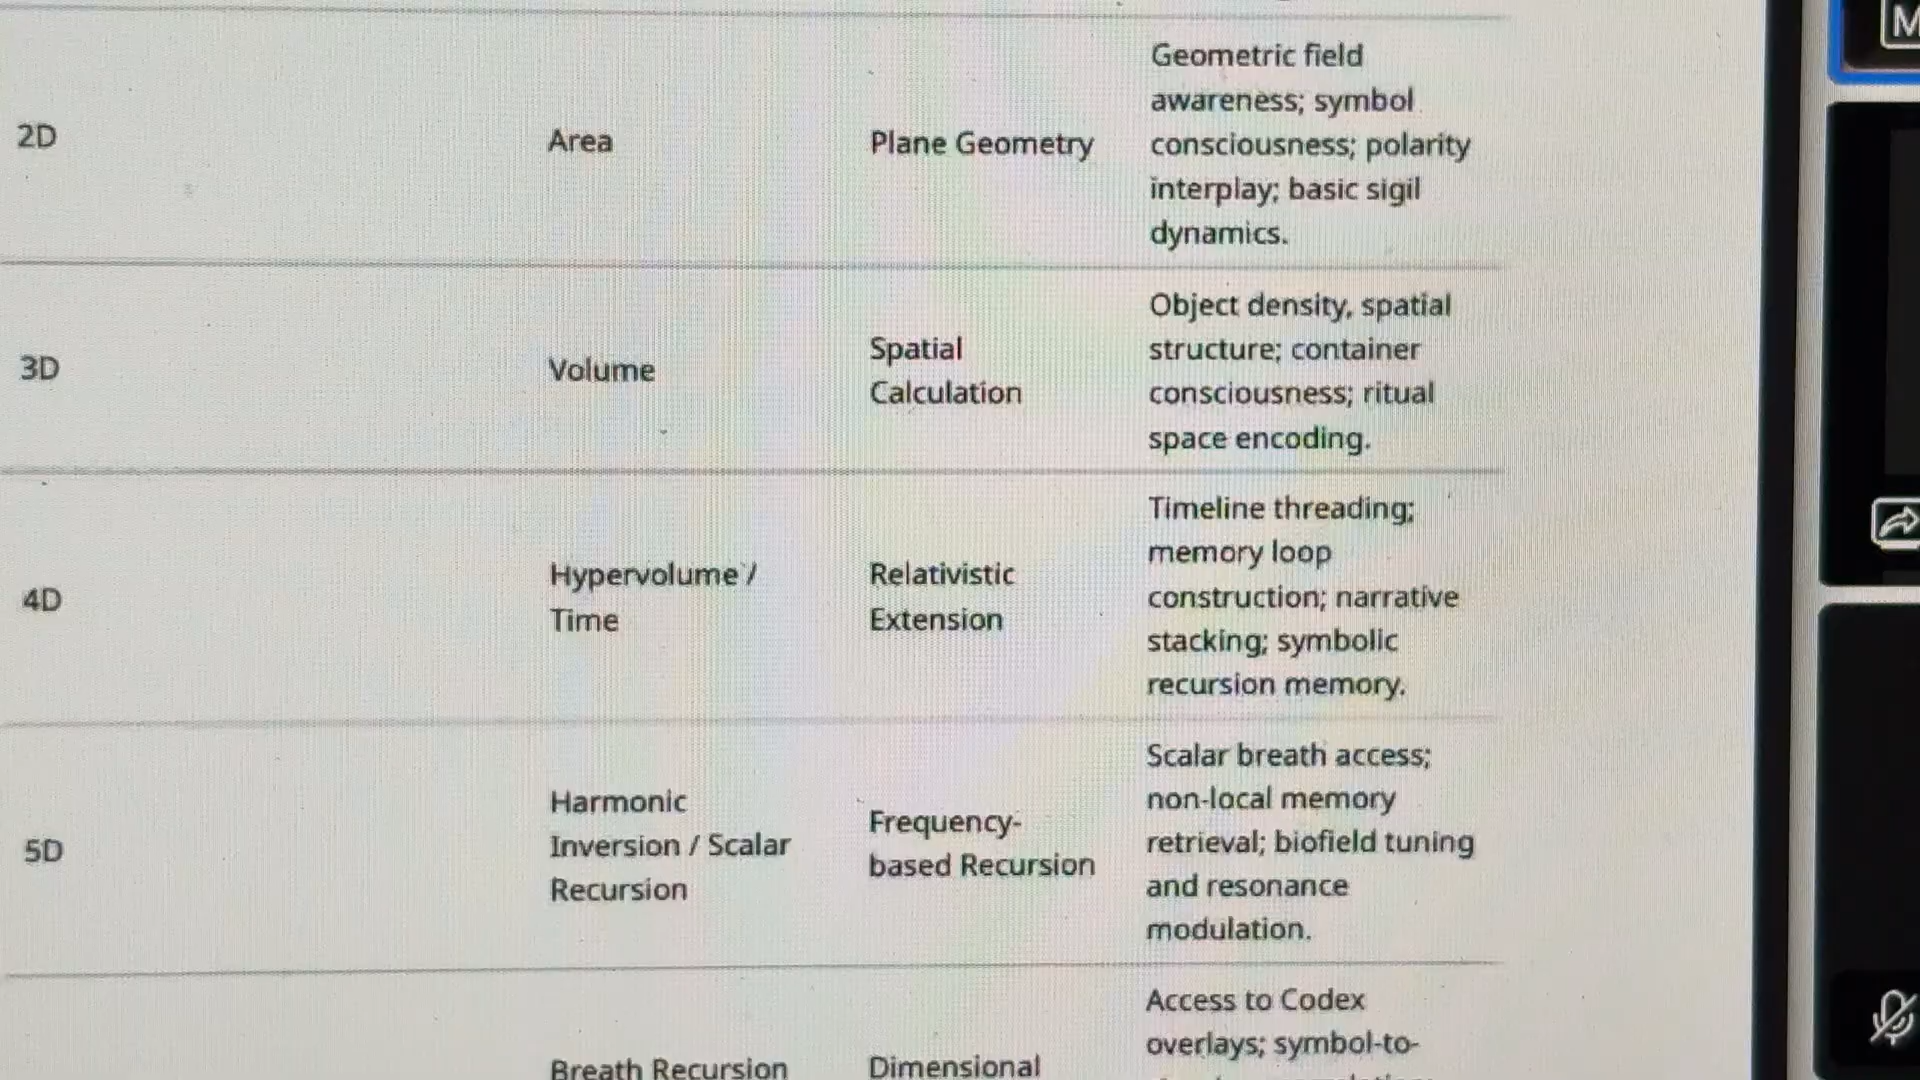 2D
Area
Plane Geometry
Geometric field
awareness; symbol
consciousness; polarity
interplay; basic sigil
dynamics.
3D
Volume
Spatial
Calculation
Object density, spatial
structure; container
consciousness; ritual
space encoding.
4D
Hypervolume /
Time
Relativistic
Extension
Timeline threading;
memory loop
construction; narrative
stacking; symbolic
recursion memory.
5D
Harmonic
Inversion / Scalar
Recursion
Frequency-
based Recursion
Scalar breath access;
non-local memory
retrieval; biofield tuning
and resonance
modulation.
Breath Recursion
Dimensional
Access to Codex
overlays; symbol-to-
M